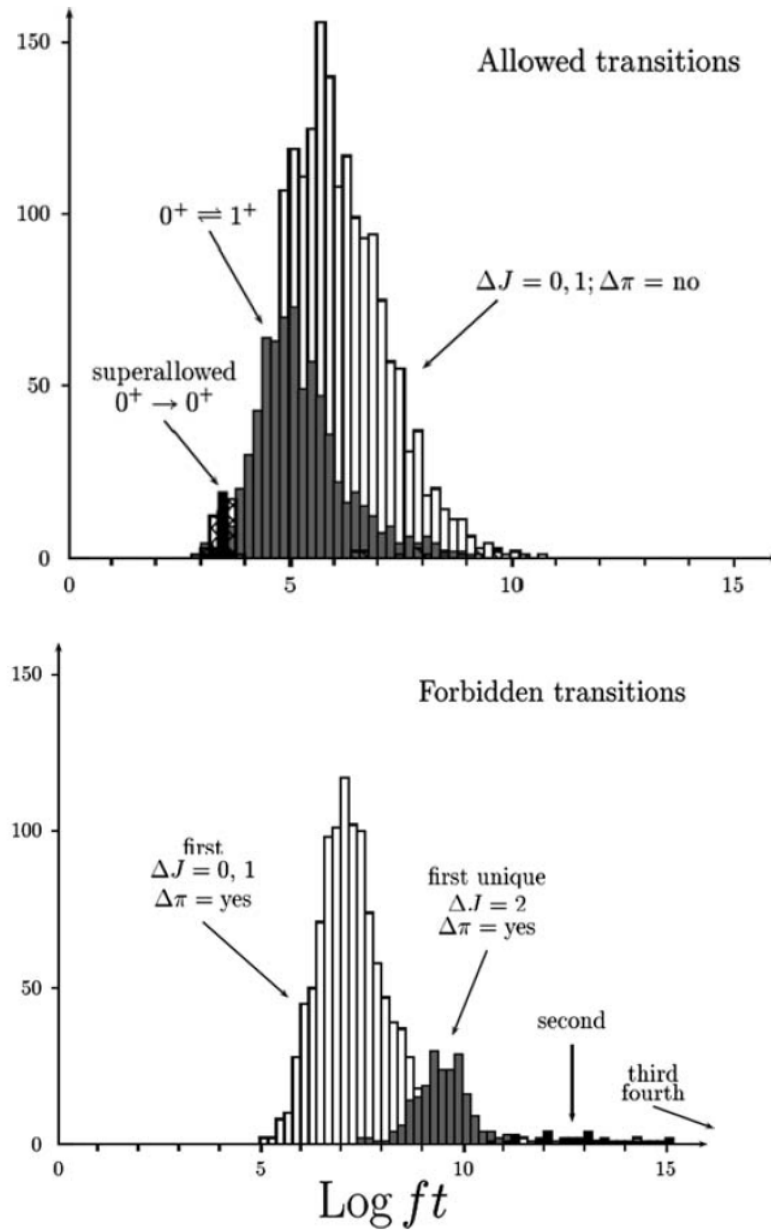 150
Allowed transitions
0⁺ ⇌ 1⁺
100
ΔJ = 0, 1; Δπ = no
superallowed
0⁺ → 0⁺
50
0
0
5
10
15
150
Forbidden transitions
100
first
ΔJ = 0, 1
Δπ = yes
first unique
ΔJ = 2
Δπ = yes
50
second
third
fourth
0
0
5
10
15
Log ft